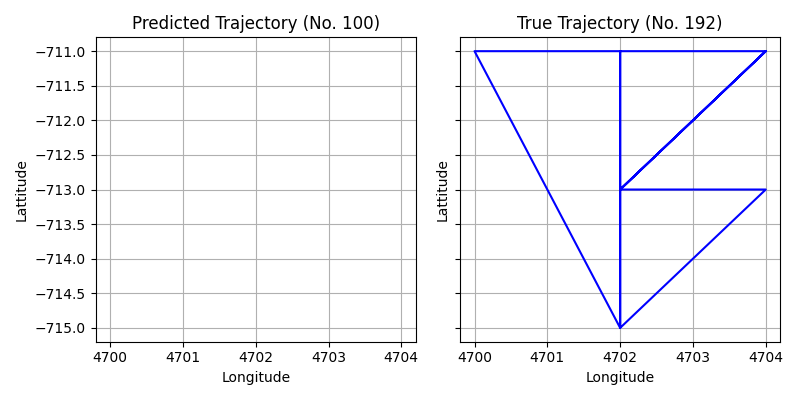 Predicted Trajectory (No. 100)
−711.0
−711.5
−712.0
−712.5
−713.0
−713.5
−714.0
−714.5
−715.0
Lattitude
4700 4701 4702 4703 4704
Longitude
True Trajectory (No. 192)
Lattitude
4700 4701 4702 4703 4704
Longitude